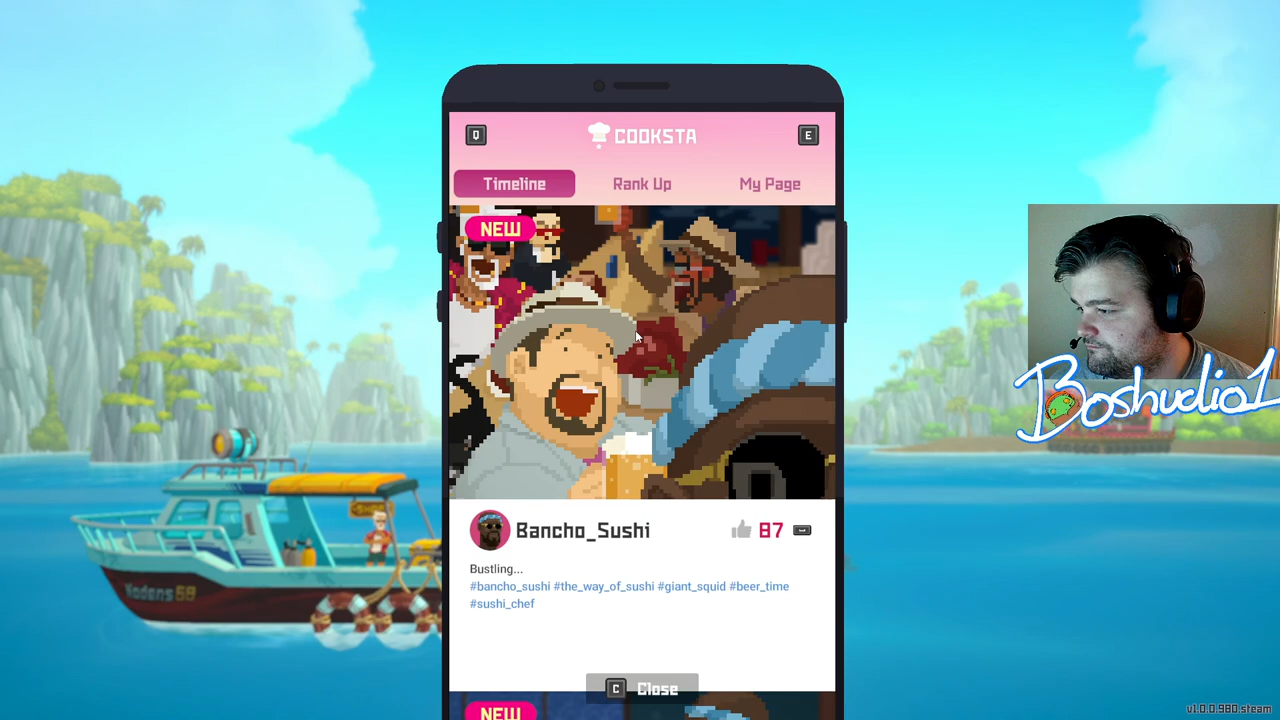 Q
COOKSTA
E
Timeline
Rank Up
My Page
NEW
Bancho_Sushi
87
Bustling...
#bancho_sushi #the_way_of_sushi #giant_squid #beer_time
#sushi_chef
C Close
NEW
Boshudio1
v1.0.0.980.steam